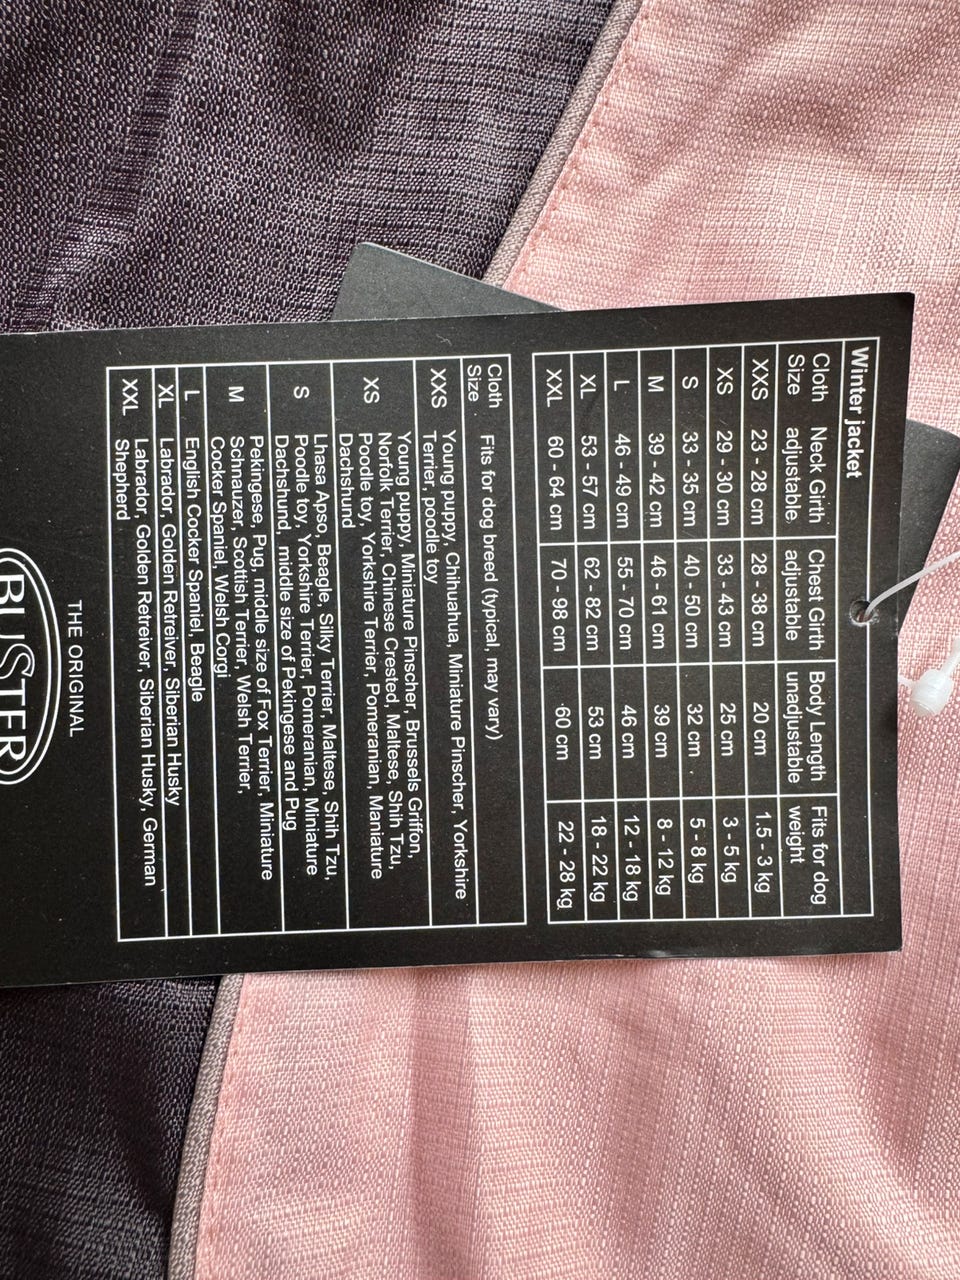 Winter jacket
Cloth Size Neck Girth adjustable Chest Girth adjustable Body Length unadjustable Fits for dog weight
XXS 23 - 28 cm 28 - 38 cm 20 cm 1.5 - 3 kg
XS 29 - 30 cm 33 - 43 cm 25 cm 3 - 5 kg
S 33 - 35 cm 40 - 50 cm 32 cm 5 - 8 kg
M 39 - 42 cm 46 - 61 cm 39 cm 8 - 12 kg
L 46 - 49 cm 55 - 70 cm 46 cm 12 - 18 kg
XL 53 - 57 cm 62 - 82 cm 53 cm 18 - 22 kg
XXL 60 - 64 cm 70 - 98 cm 60 cm 22 - 28 kg
Cloth Size Fits for dog breed (typical, may very)
XXS Young puppy, Chihuahua, Miniature Pinscher, Yorkshire
Terrier, poodle toy
XS Young puppy, Miniature Pinscher, Brussels Griffon,
Norfolk Terrier, Chinese Crested, Maltese, Shih Tzu,
Poodle toy, Yorkshire Terrier, Pomeranian, Maniature
Dachshund
S Lhasa Apso, Beagle, Silky Terrier, Maltese, Shih Tzu,
Poodle toy, Yorkshire Terrier, Pomeranian, Miniature
Dachshund, middle size of Pekingese and Pug
M Pekingese, Pug, middle size of Fox Terrier, Miniature
Schnauzer, Scottish Terrier, Welsh Terrier,
Cocker Spaniel, Welsh Corgi
L English Cocker Spaniel, Beagle
XL Labrador, Golden Retreiver, Siberian Husky
XXL Labrador, Golden Retreiver, Siberian Husky, German
Shepherd
THE ORIGINAL
BUSTER